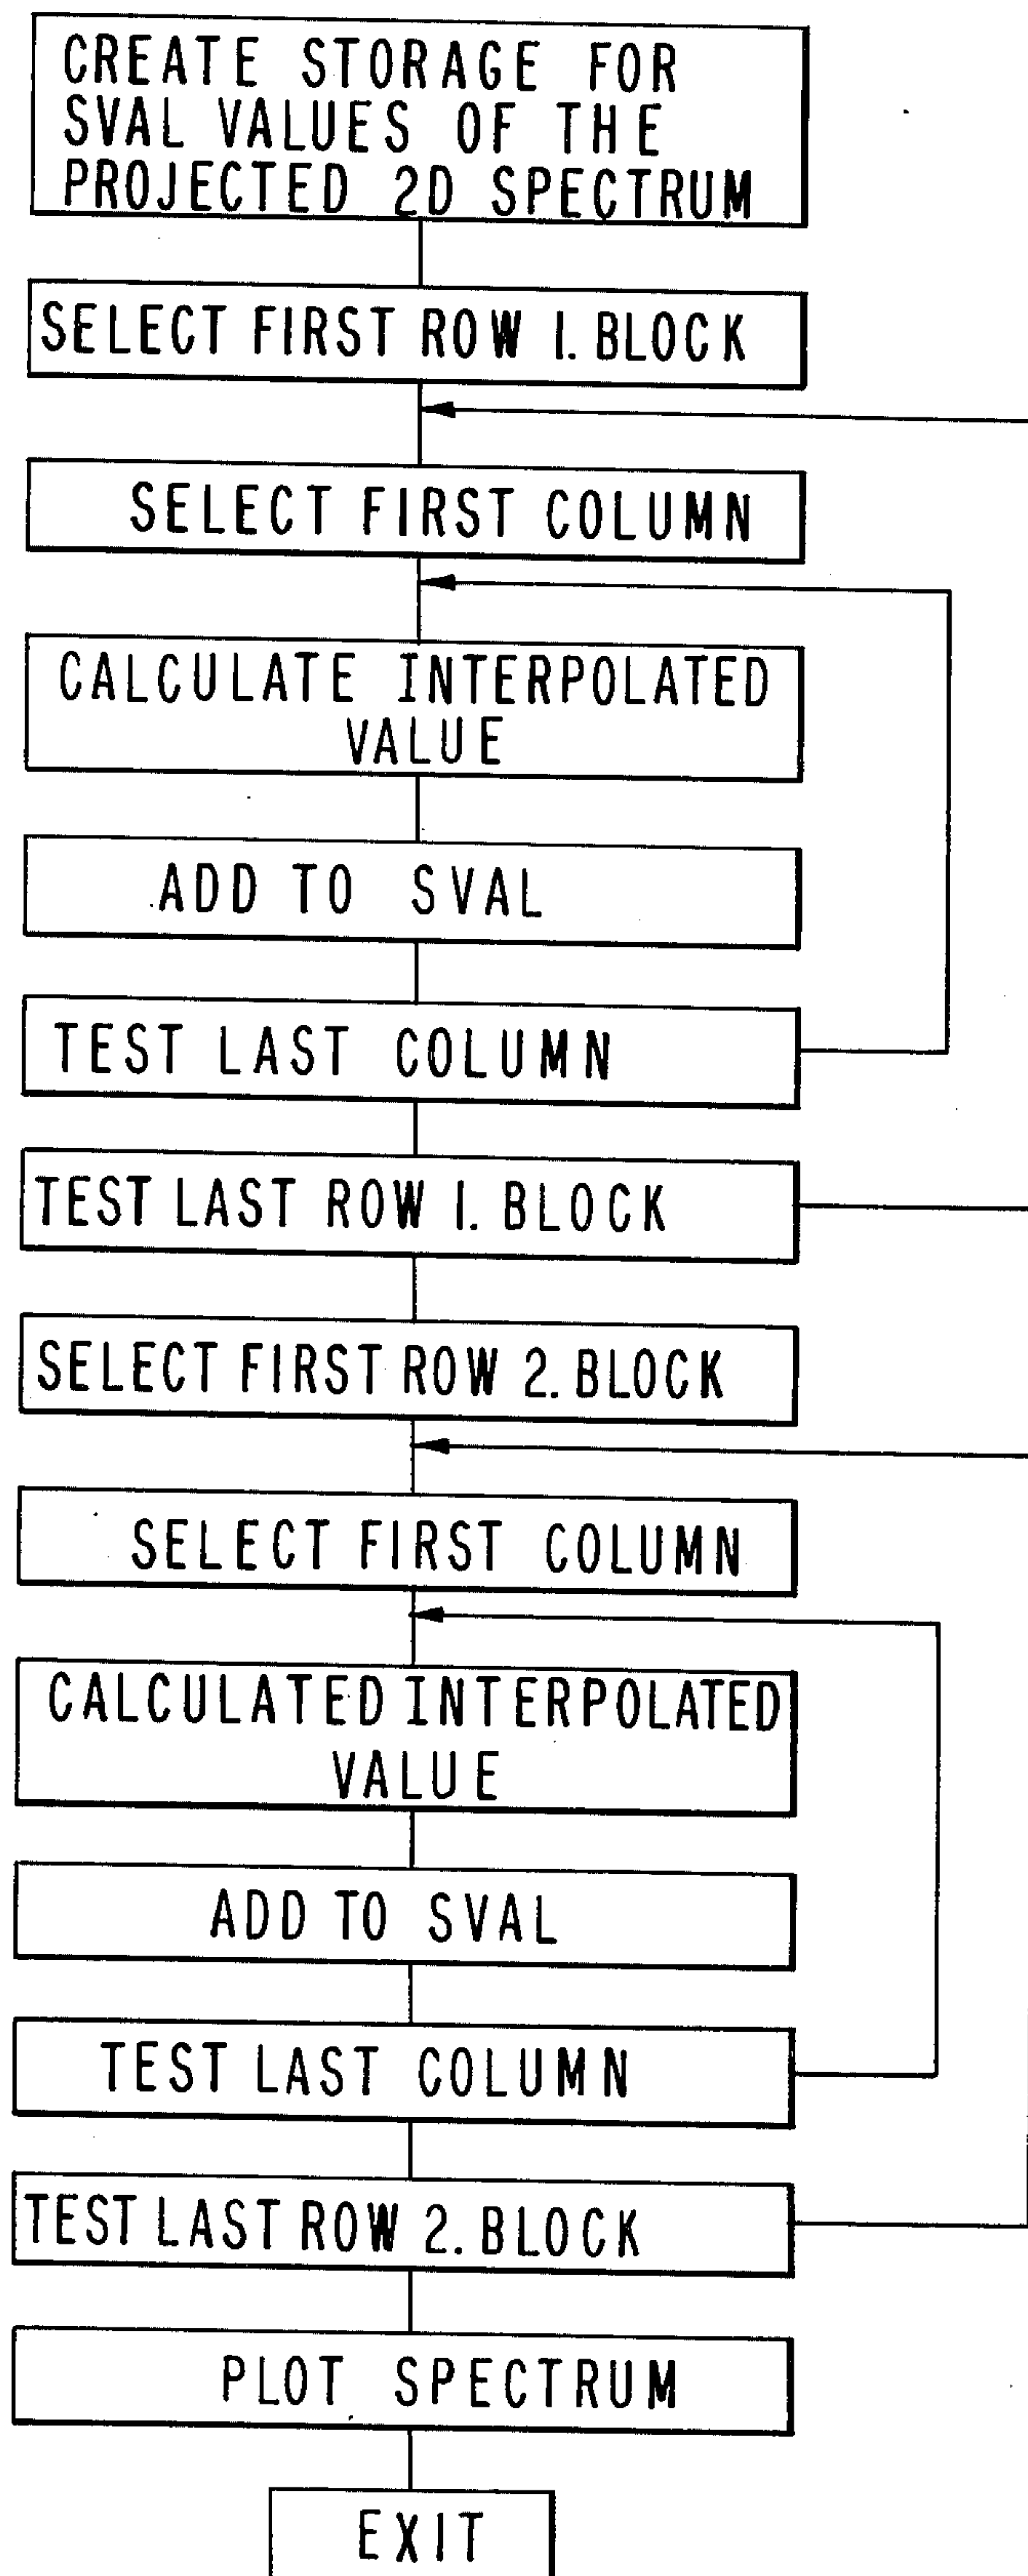 CREATE STORAGE FOR
SVAL VALUES OF THE
PROJECTED 2D SPECTRUM
SELECT FIRST ROW 1. BLOCK
SELECT FIRST COLUMN
CALCULATE INTERPOLATED
VALUE
ADD TO SVAL
TEST LAST COLUMN
TEST LAST ROW 1. BLOCK
SELECT FIRST ROW 2. BLOCK
SELECT FIRST COLUMN
CALCULATED INTERPOLATED
VALUE
ADD TO SVAL
TEST LAST COLUMN
TEST LAST ROW 2. BLOCK
PLOT SPECTRUM
EXIT